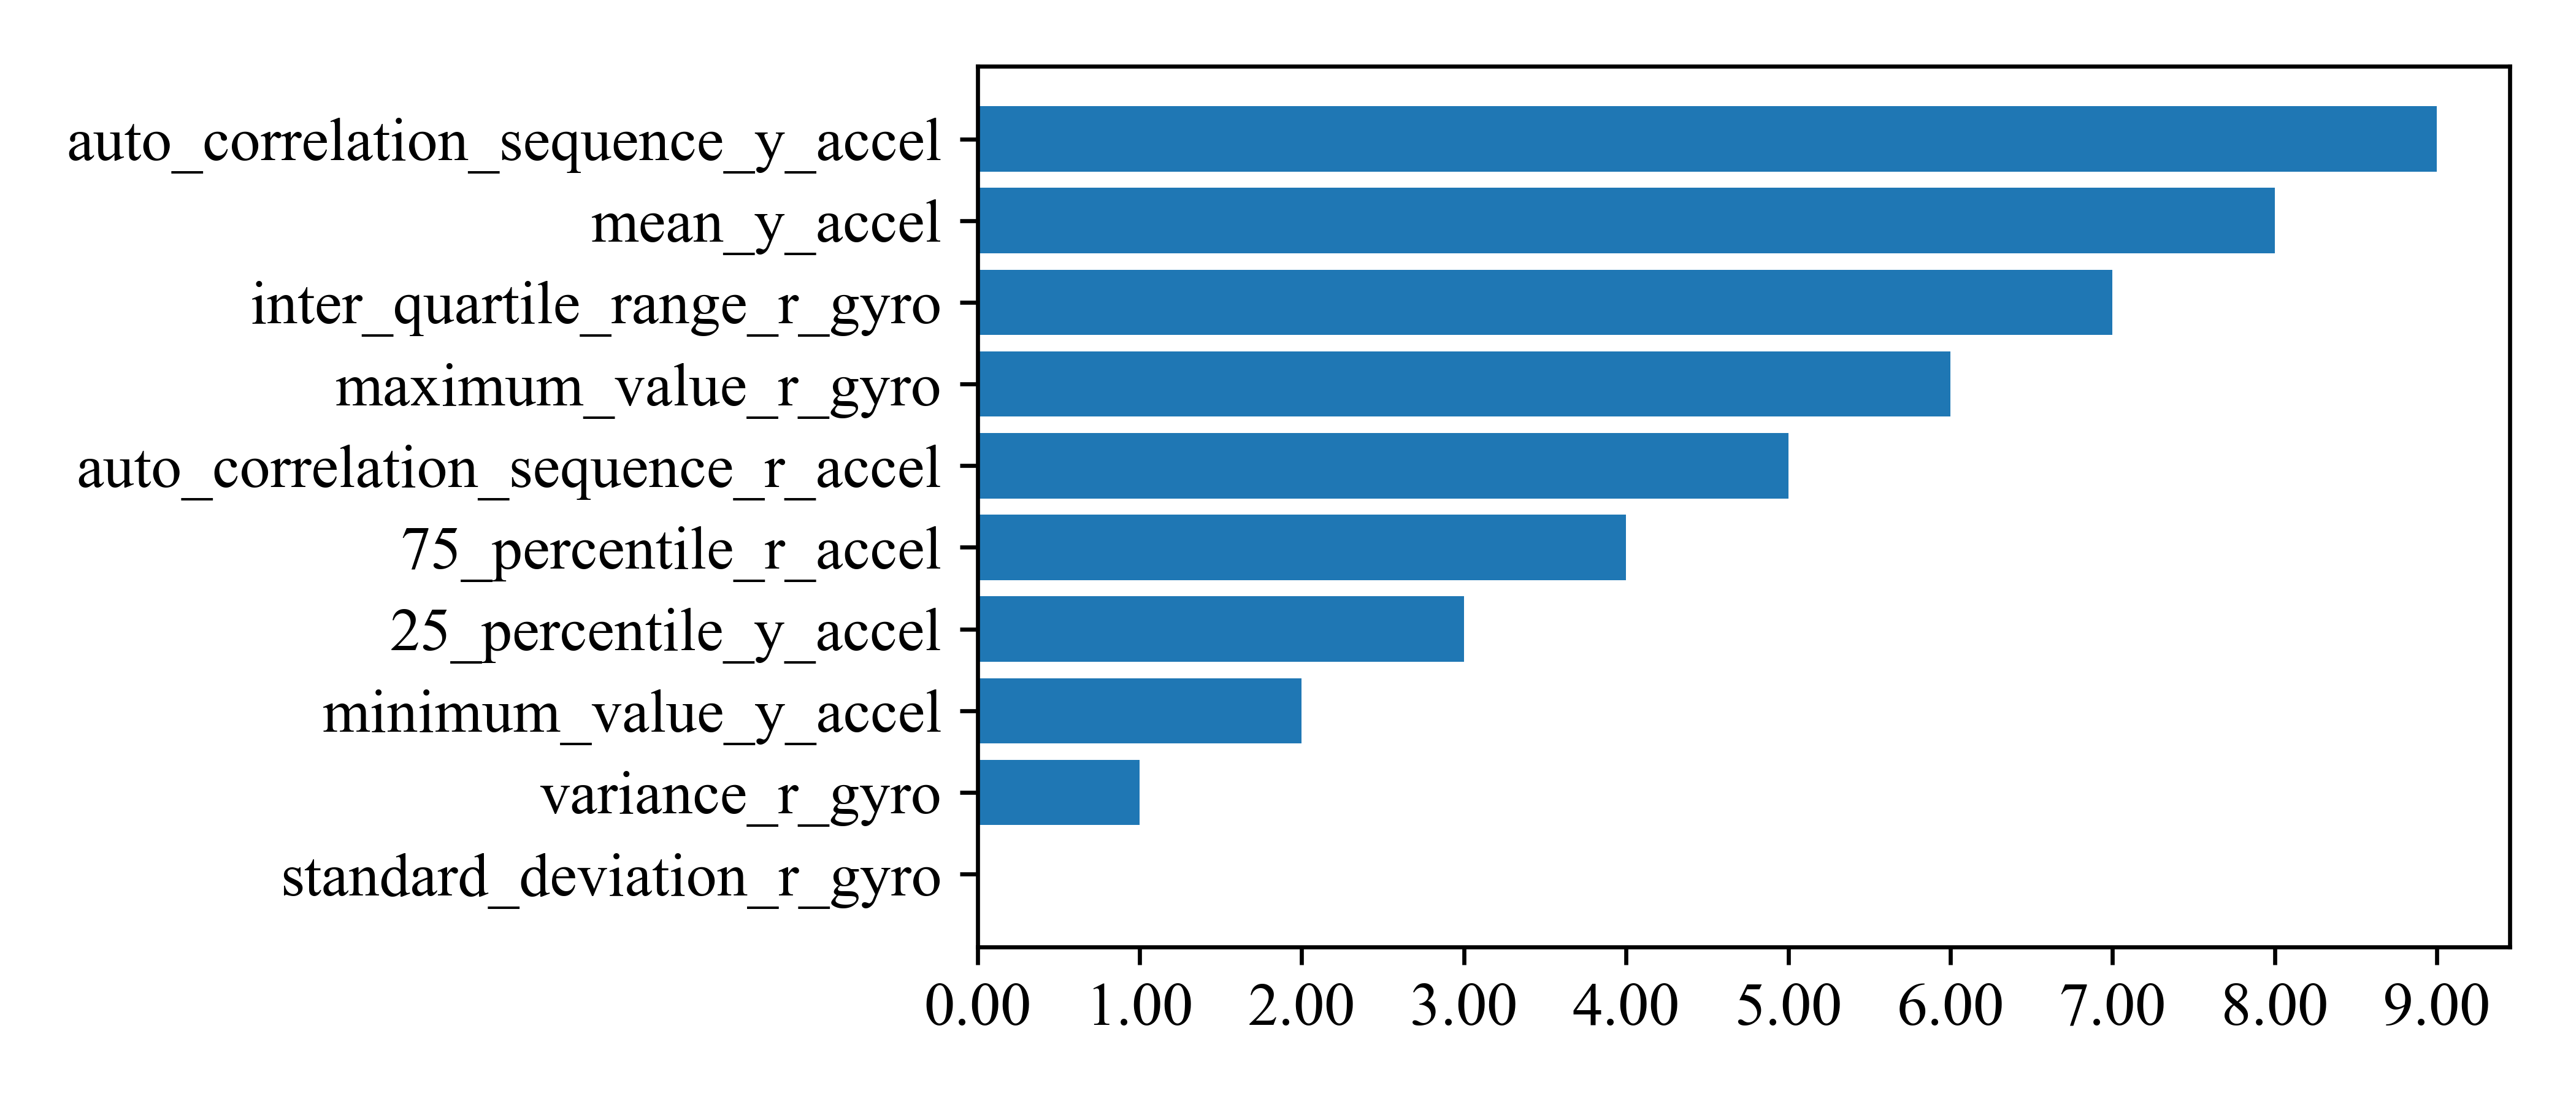 auto_correlation_sequence_y_accel
mean_y_accel
inter_quartile_range_r_gyro
maximum_value_r_gyro
auto_correlation_sequence_r_accel
75_percentile_r_accel
25_percentile_y_accel
minimum_value_y_accel
variance_r_gyro
standard_deviation_r_gyro
0.00 1.00 2.00 3.00 4.00 5.00 6.00 7.00 8.00 9.00